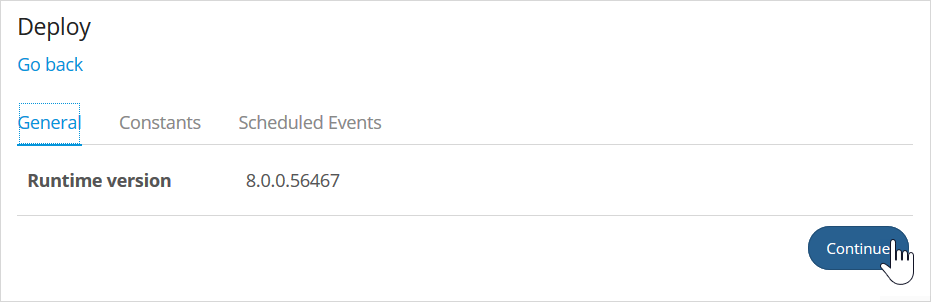 Deploy
Go back
General Constants Scheduled Events
Runtime version 8.0.0.56467
Continue